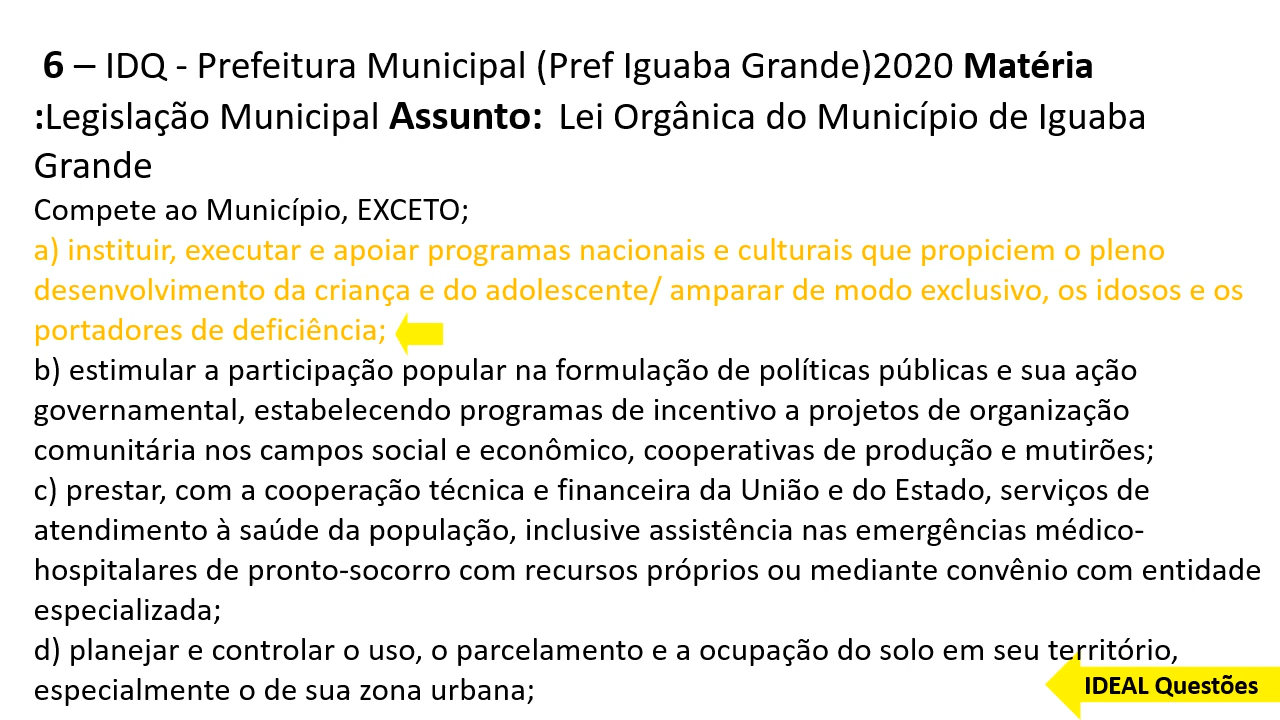 6 – IDQ - Prefeitura Municipal (Pref Iguaba Grande)2020 Matéria
:Legislação Municipal Assunto: Lei Orgânica do Município de Iguaba
Grande
Compete ao Município, EXCETO;
a) instituir, executar e apoiar programas nacionais e culturais que propiciem o pleno
desenvolvimento da criança e do adolescente/ amparar de modo exclusivo, os idosos e os
portadores de deficiência;
b) estimular a participação popular na formulação de políticas públicas e sua ação
governamental, estabelecendo programas de incentivo a projetos de organização
comunitária nos campos social e econômico, cooperativas de produção e mutirões;
c) prestar, com a cooperação técnica e financeira da União e do Estado, serviços de
atendimento à saúde da população, inclusive assistência nas emergências médico-
hospitalares de pronto-socorro com recursos próprios ou mediante convênio com entidade
especializada;
d) planejar e controlar o uso, o parcelamento e a ocupação do solo em seu território,
especialmente o de sua zona urbana;
IDEAL Questões